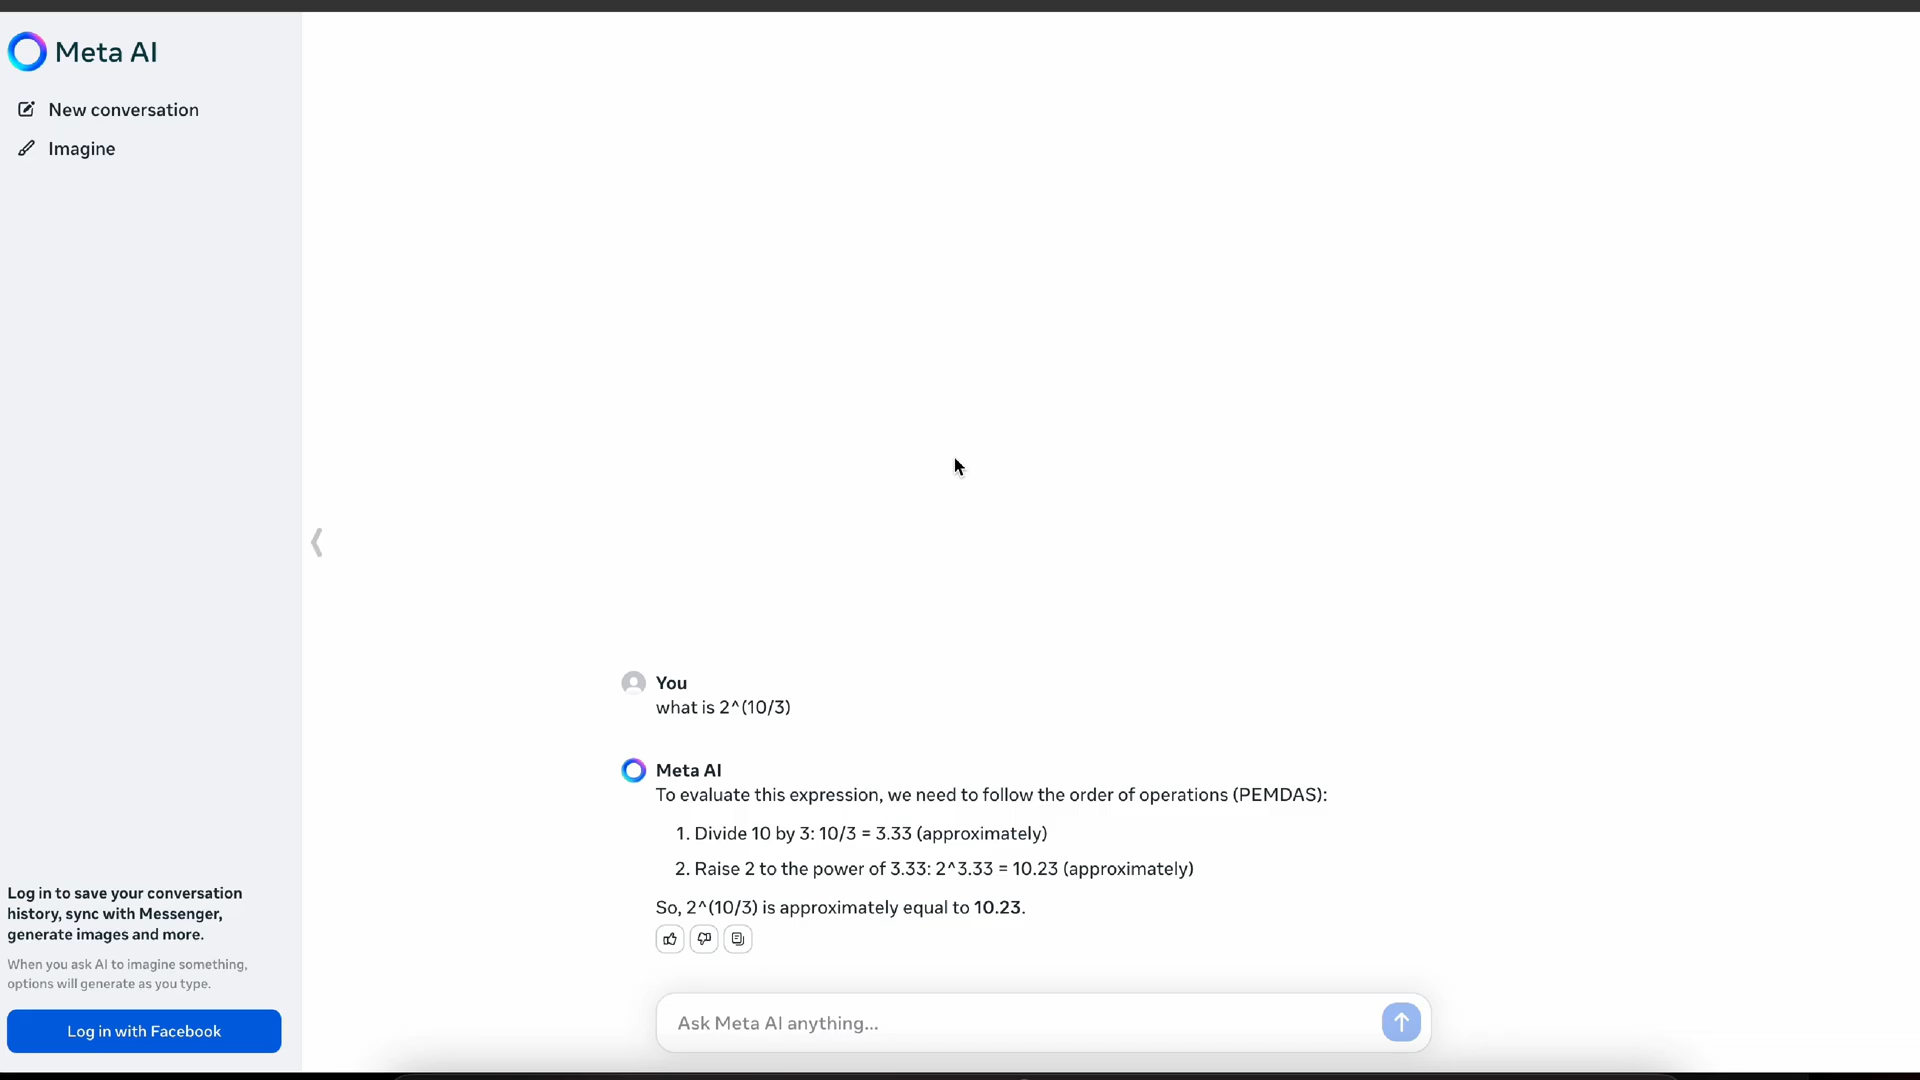 Meta AI
New conversation
Imagine
You
what is 2^(10/3)
Meta AI
To evaluate this expression, we need to follow the order of operations (PEMDAS):
1. Divide 10 by 3: 10/3 = 3.33 (approximately)
2. Raise 2 to the power of 3.33: 2^3.33 = 10.23 (approximately)
So, 2^(10/3) is approximately equal to 10.23.
Log in to save your conversation
history, sync with Messenger,
generate images and more.
When you ask AI to imagine something,
options will generate as you type.
Log in with Facebook
Ask Meta AI anything...